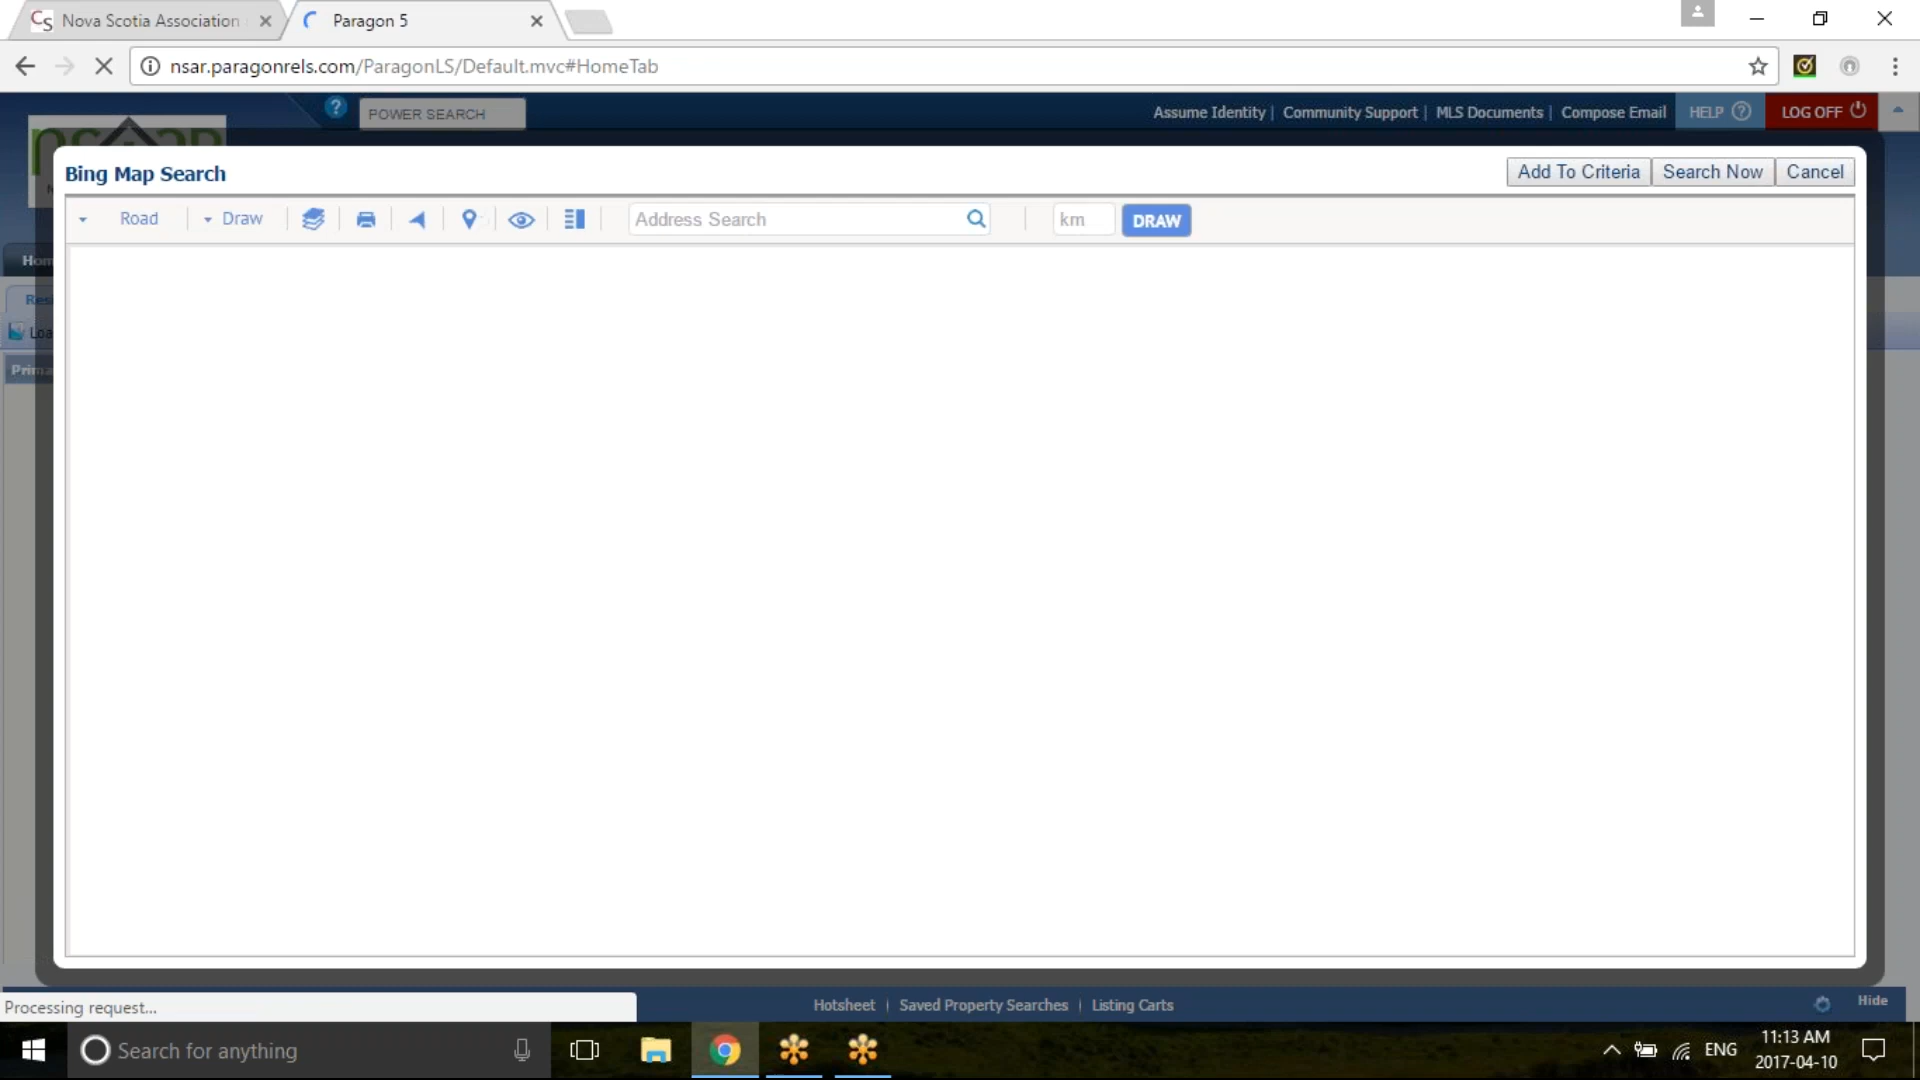 Nova Scotia Association
Paragon 5
nsar.paragonrels.com/ParagonLS/Default.mvc#HomeTab
POWER SEARCH
Assume Identity | Community Support | MLS Documents | Compose Email
HELP
LOG OFF
Bing Map Search
Add To Criteria
Search Now
Cancel
Road
Draw
Address Search
km
DRAW
Processing request...
Hotsheet | Saved Property Searches | Listing Carts
Hide
Search for anything
ENG
11:13 AM
2017-04-10